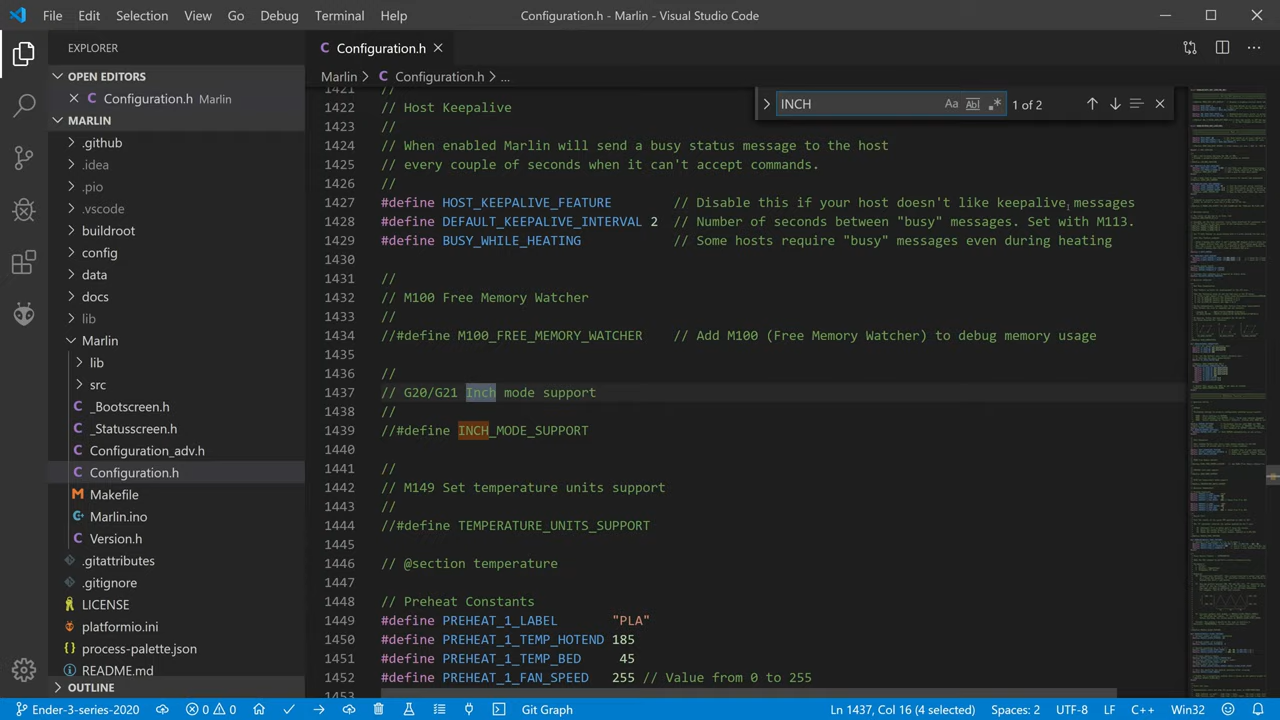 File Edit Selection View Go Debug Terminal Help Configuration.h - Marlin - Visual Studio Code
EXPLORER
OPEN EDITORS
Configuration.h Marlin
MARLIN
.github
.idea
.pio
.vscode
buildroot
config
data
docs
lib
Marlin
lib
src
_Bootscreen.h
_Statusscreen.h
Configuration_adv.h
Configuration.h
Makefile
Marlin.ino
Version.h
.gitattributes
.gitignore
LICENSE
platformio.ini
process-palette.json
README.md
OUTLINE
Configuration.h
Marlin > C Configuration.h > ...
INCH Aa Abl .* 1 of 2
1421 //
1422 // Host Keepalive
1423 //
1424 // When enabled Marlin will send a busy status message to the host
1425 // every couple of seconds when it can't accept commands.
1426 //
1427 #define HOST_KEEPALIVE_FEATURE // Disable this if your host doesn't like keepalive messages
1428 #define DEFAULT_KEEPALIVE_INTERVAL 2 // Number of seconds between "busy" messages. Set with M113.
1429 #define BUSY_WHILE_HEATING // Some hosts require "busy" messages even during heating
1430
1431 //
1432 // M100 Free Memory Watcher
1433 //
1434 //#define M100_FREE_MEMORY_WATCHER // Add M100 (Free Memory Watcher) to debug memory usage
1435
1436 //
1437 // G20/G21 Inch mode support
1438 //
1439 //#define INCH_MODE_SUPPORT
1440
1441 //
1442 // M149 Set temperature units support
1443 //
1444 //#define TEMPERATURE_UNITS_SUPPORT
1445
1446 // @section temperature
1447
1448 // Preheat Constants
1449 #define PREHEAT_1_LABEL "PLA"
1450 #define PREHEAT_1_TEMP_HOTEND 185
1451 #define PREHEAT_1_TEMP_BED 45
1452 #define PREHEAT_1_FAN_SPEED 255 // Value from 0 to 255
1453
Ender-3-series-2020 0 0 Git Graph Ln 1437, Col 16 (4 selected) Spaces: 2 UTF-8 LF C++ Win32